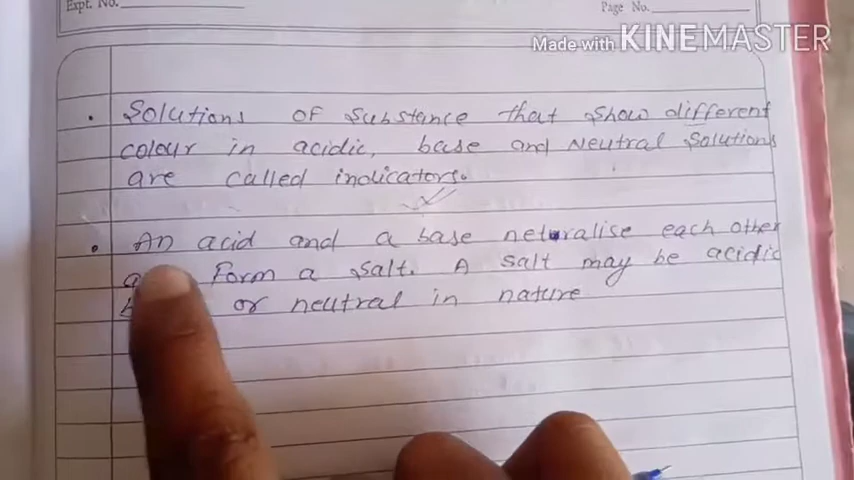 Expt. No.
Page No.
Made with KINEMASTER
Solutions of substance that show different
colour in acidic, base and Neutral solutions
are called indicators.
An acid and a base neturalise each other
Form a salt. A salt may be acidic
or neutral in nature